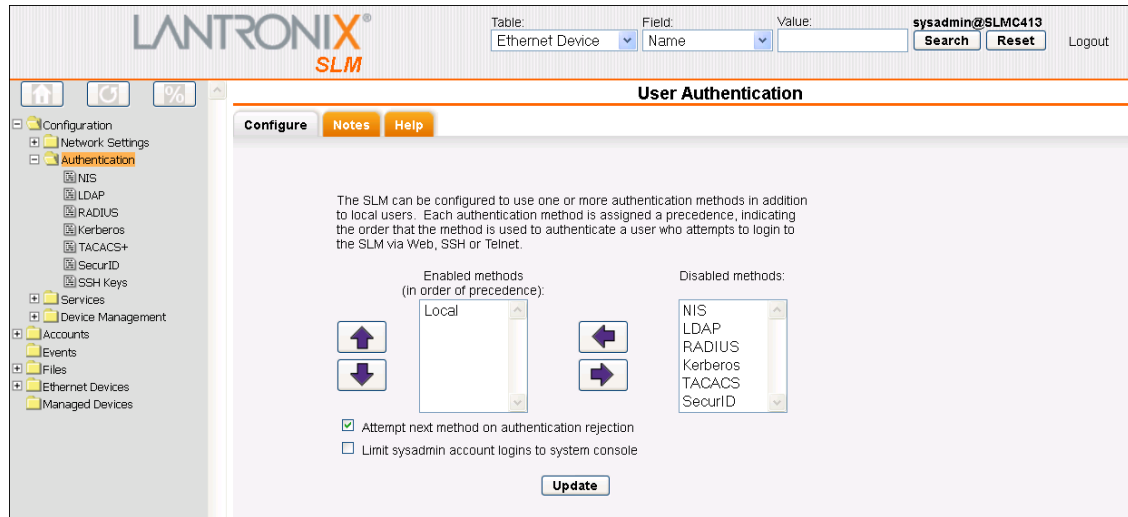 LANTRONIX®
SLM
Table:
Ethernet Device
Field:
Name
Value:
sysadmin@SLMC413
Search
Reset
Logout
%
User Authentication
Configure
Notes
Help
Configuration
Network Settings
Authentication
NIS
LDAP
RADIUS
Kerberos
TACACS+
SecurID
SSH Keys
Services
Device Management
Accounts
Events
Files
Ethernet Devices
Managed Devices
The SLM can be configured to use one or more authentication methods in addition
to local users. Each authentication method is assigned a precedence, indicating
the order that the method is used to authenticate a user who attempts to login to
the SLM via Web, SSH or Telnet.
Enabled methods
(in order of precedence):
Local
Disabled methods:
NIS
LDAP
RADIUS
Kerberos
TACACS
SecurID
Attempt next method on authentication rejection
Limit sysadmin account logins to system console
Update